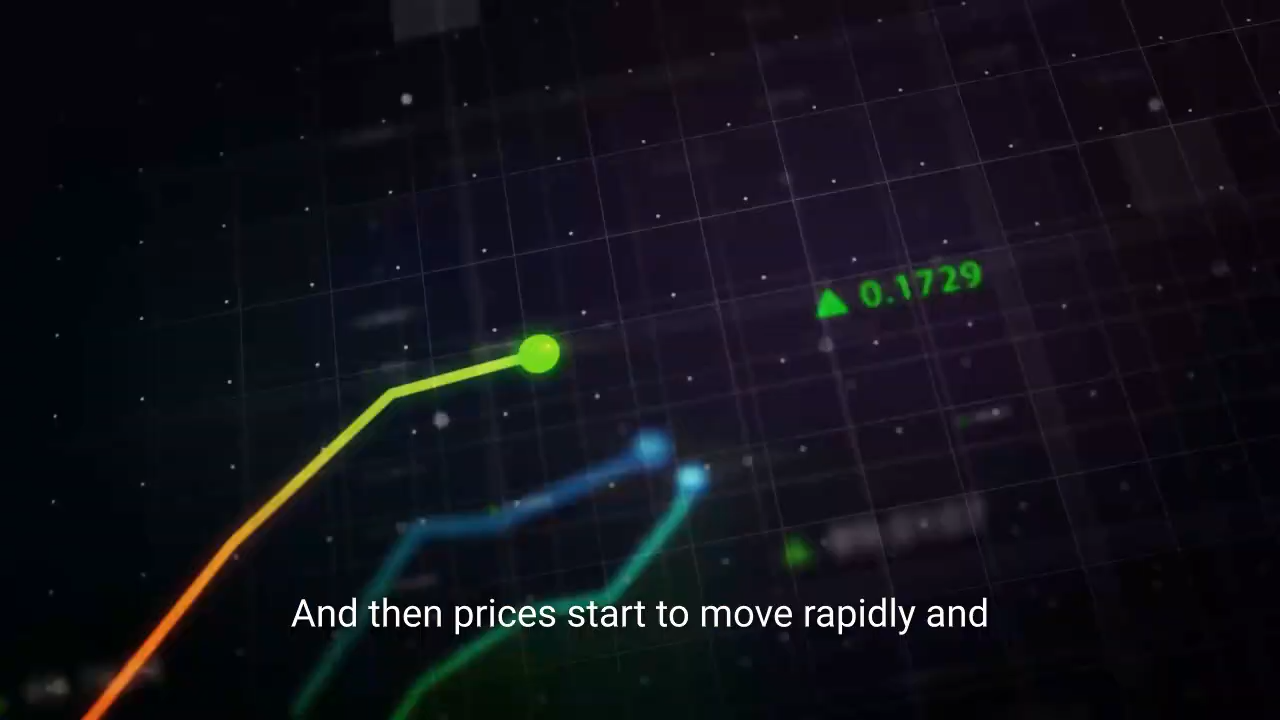 ▲ 0.1729
And then prices start to move rapidly and